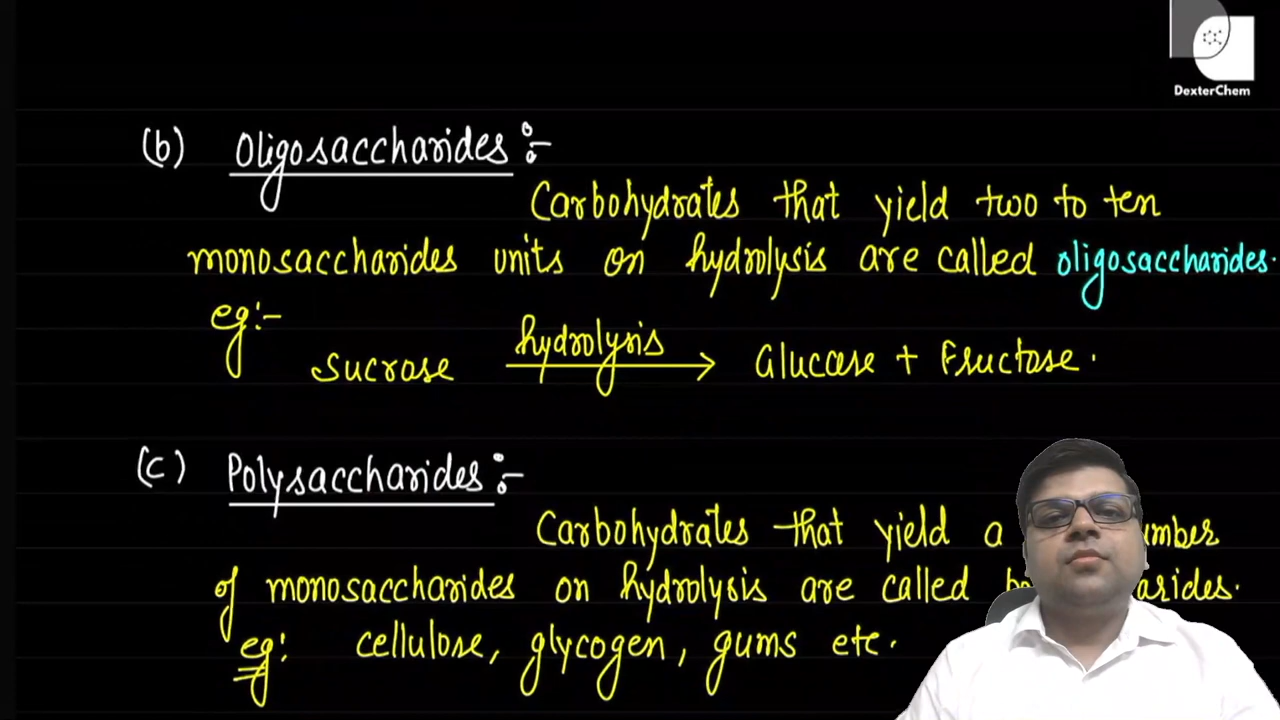 DexterChem
(b) Oligosaccharides :-
Carbohydrates that yield two to ten
monosaccharides units on hydrolysis are called oligosaccharides.
eg:-
hydrolysis
Sucrose → Glucose + Fructose.
(c) Polysaccharides :-
Carbohydrates that yield a
of monosaccharides on hydrolysis are called
eg: cellulose, glycogen, gums etc.